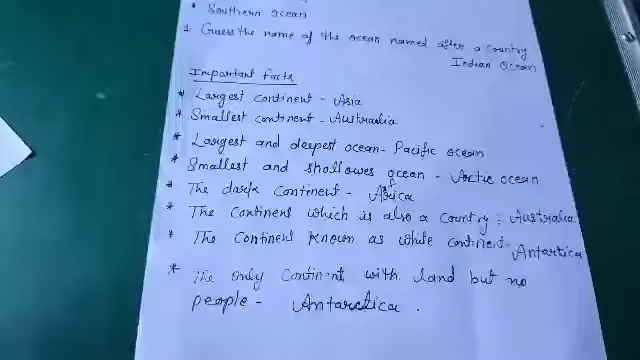 * Southern Ocean
1. Guess the name of the ocean named after a country
Indian Ocean
Important facts
* Largest continent - Asia
* Smallest continent - Australia
* Largest and deepest ocean - Pacific ocean
* Smallest and shallowes ocean - Arctic ocean
* The dark Continent - Africa
* The Continent which is also a Country : Australia
* The Continent known as white continent - Antartica
* The only Continent with land but no
people - Antarctica .